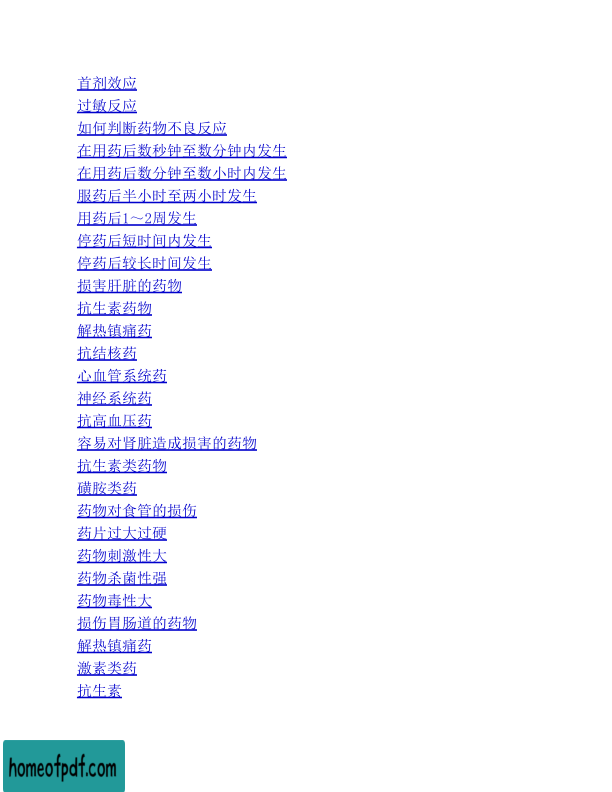 首剂效应
过敏反应
如何判断药物不良反应
在用药后数秒钟至数分钟内发生
在用药后数分钟至数小时内发生
服药后半小时至两小时发生
用药后1～2周发生
停药后短时间内发生
停药后较长时间发生
损害肝脏的药物
抗生素药物
解热镇痛药
抗结核药
心血管系统药
神经系统药
抗高血压药
容易对肾脏造成损害的药物
抗生素类药物
磺胺类药
药物对食管的损伤
药片过大过硬
药物刺激性大
药物杀菌性强
药物毒性大
损伤胃肠道的药物
解热镇痛药
激素类药
抗生素
homeofpdf.com